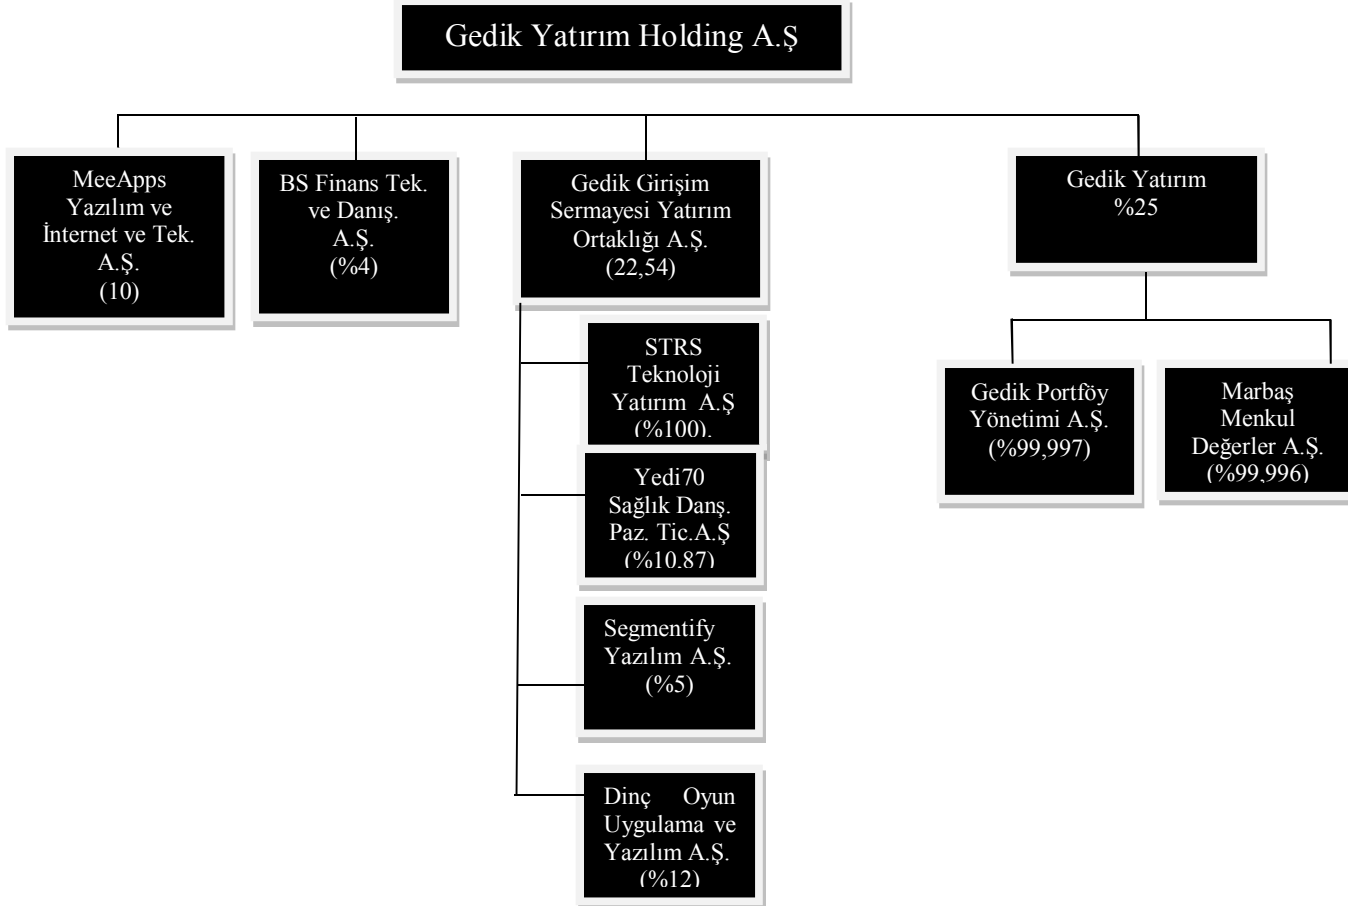 Gedik Yatırım Holding A.Ş
MeeApps
Yazılım ve
İnternet ve Tek.
A.Ş.
(10)
BS Finans Tek.
ve Danış.
A.Ş.
(%4)
Gedik Girişim
Sermayesi Yatırım
Ortaklığı A.Ş.
(22,54)
Gedik Yatırım
%25
STRS
Teknoloji
Yatırım A.Ş
(%100).
Yedi70
Sağlık Danş.
Paz. Tic.A.Ş
(%10.87)
Segmentify
Yazılım A.Ş.
(%5)
Dinç Oyun
Uygulama ve
Yazılım A.Ş.
(%12)
Gedik Portföy
Yönetimi A.Ş.
(%99,997)
Marbaş
Menkul
Değerler A.Ş.
(%99,996)